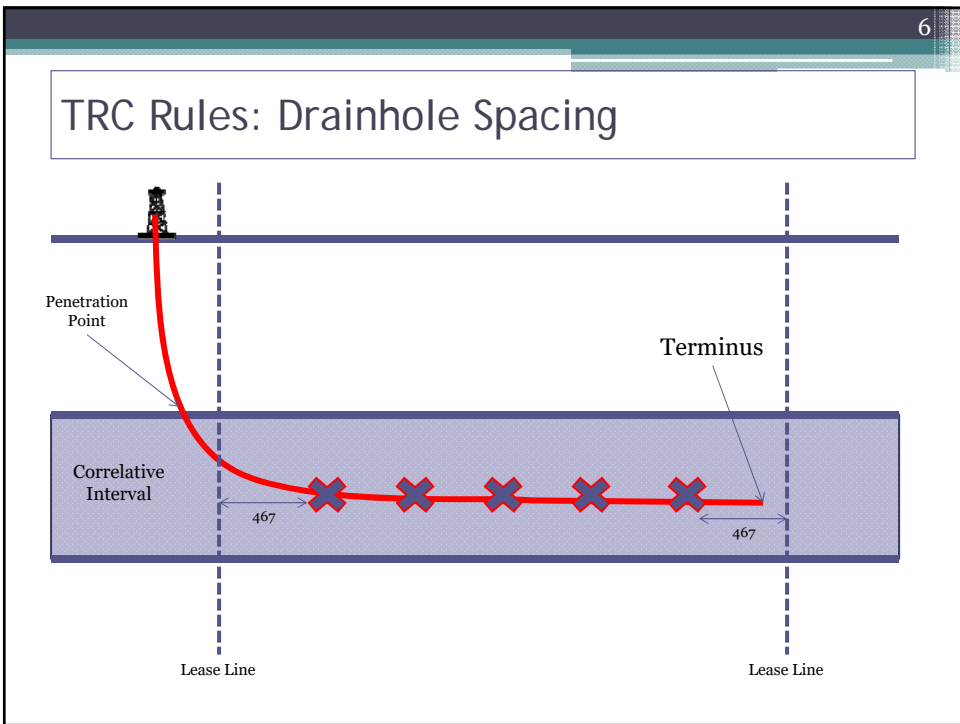 6
TRC Rules: Drainhole Spacing
Penetration
Point
Terminus
Correlative
Interval
467
467
Lease Line
Lease Line